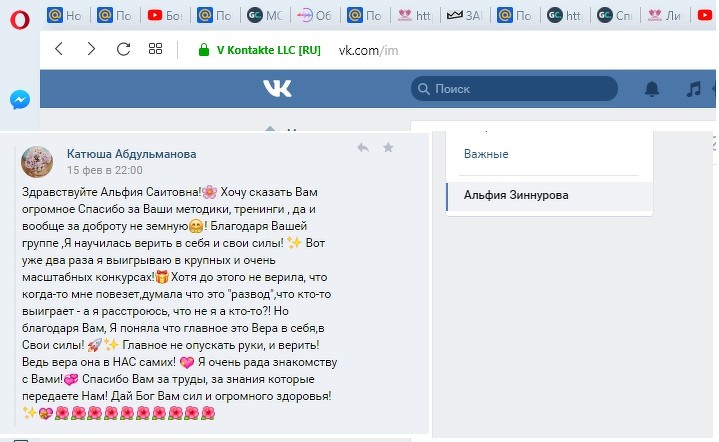 Но
По
Бо
По
GC МС
Об
По
htt
ЗА
По
GC htt
GC Спи
Ли
V Kontakte LLC [RU] vk.com/im
Поиск
Важные
Альфия Зиннурова
Катюша Абдульманова
15 фев в 22:00
Здравствуйте Альфия Саитовна!🌸 Хочу сказать Вам
огромное Спасибо за Ваши методики, тренинги , да и
вообще за доброту не земную🤗! Благодаря Вашей
группе ,Я научилась верить в себя и свои силы! ✨ Вот
уже два раза я выигрываю в крупных и очень
масштабных конкурсах!🎁 Хотя до этого не верила, что
когда-то мне повезет,думала что это "развод",что кто-то
выиграет - а я расстроюсь, что не я а кто-то?! Но
благодаря Вам, Я поняла что главное это Вера в себя,в
Свои силы! 🚀✨ Главное не опускать руки, и верить!
Ведь вера она в НАС самих! 💝 Я очень рада знакомству
с Вами!💞 Спасибо Вам за труды, за знания которые
передаете Нам! Дай Бог Вам сил и огромного здоровья!
✨💝🌺🌺🌺🌺🌺🌺🌺🌺🌺🌺